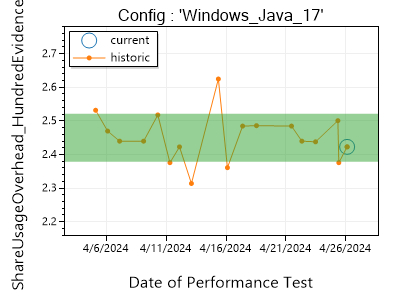 Config : 'Windows_Java_17'
ShareUsageOverhead_HundredEvidence
current
historic
2.7
2.6
2.5
2.4
2.3
2.2
4/6/2024
4/11/2024
4/16/2024
4/21/2024
4/26/2024
Date of Performance Test